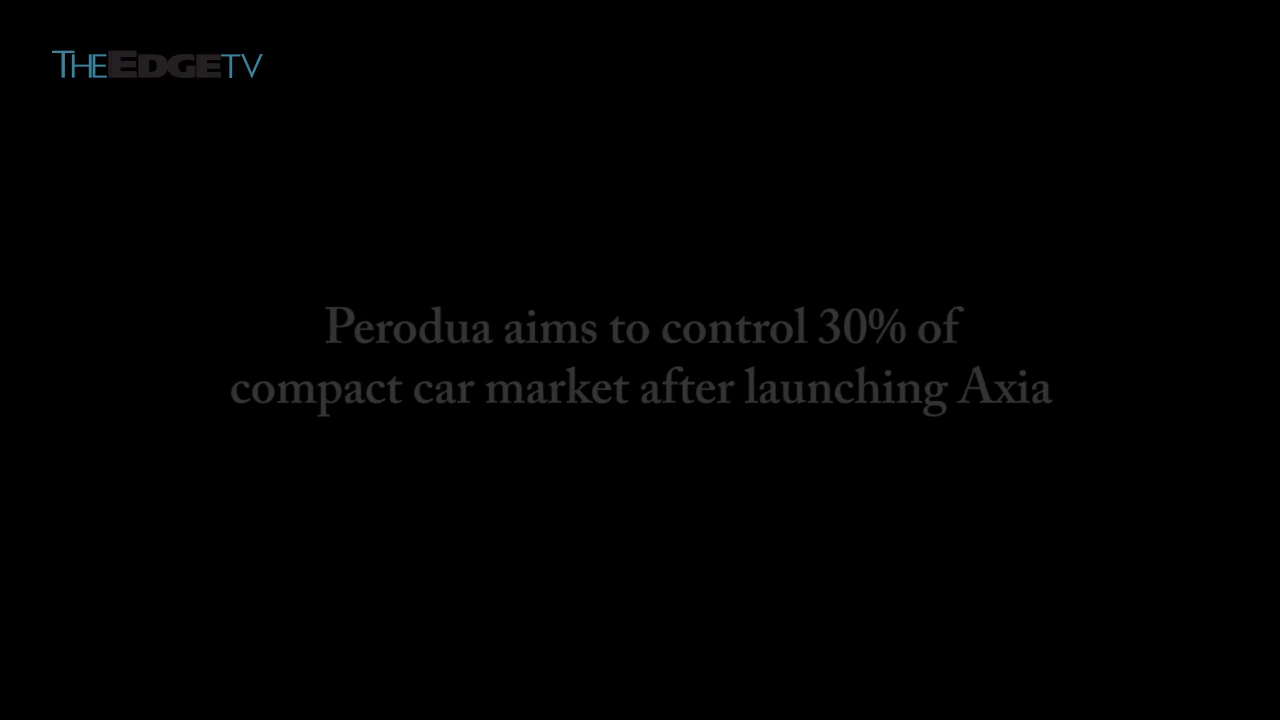 THEEDGETV
Perodua aims to control 30% of
compact car market after launching Axia